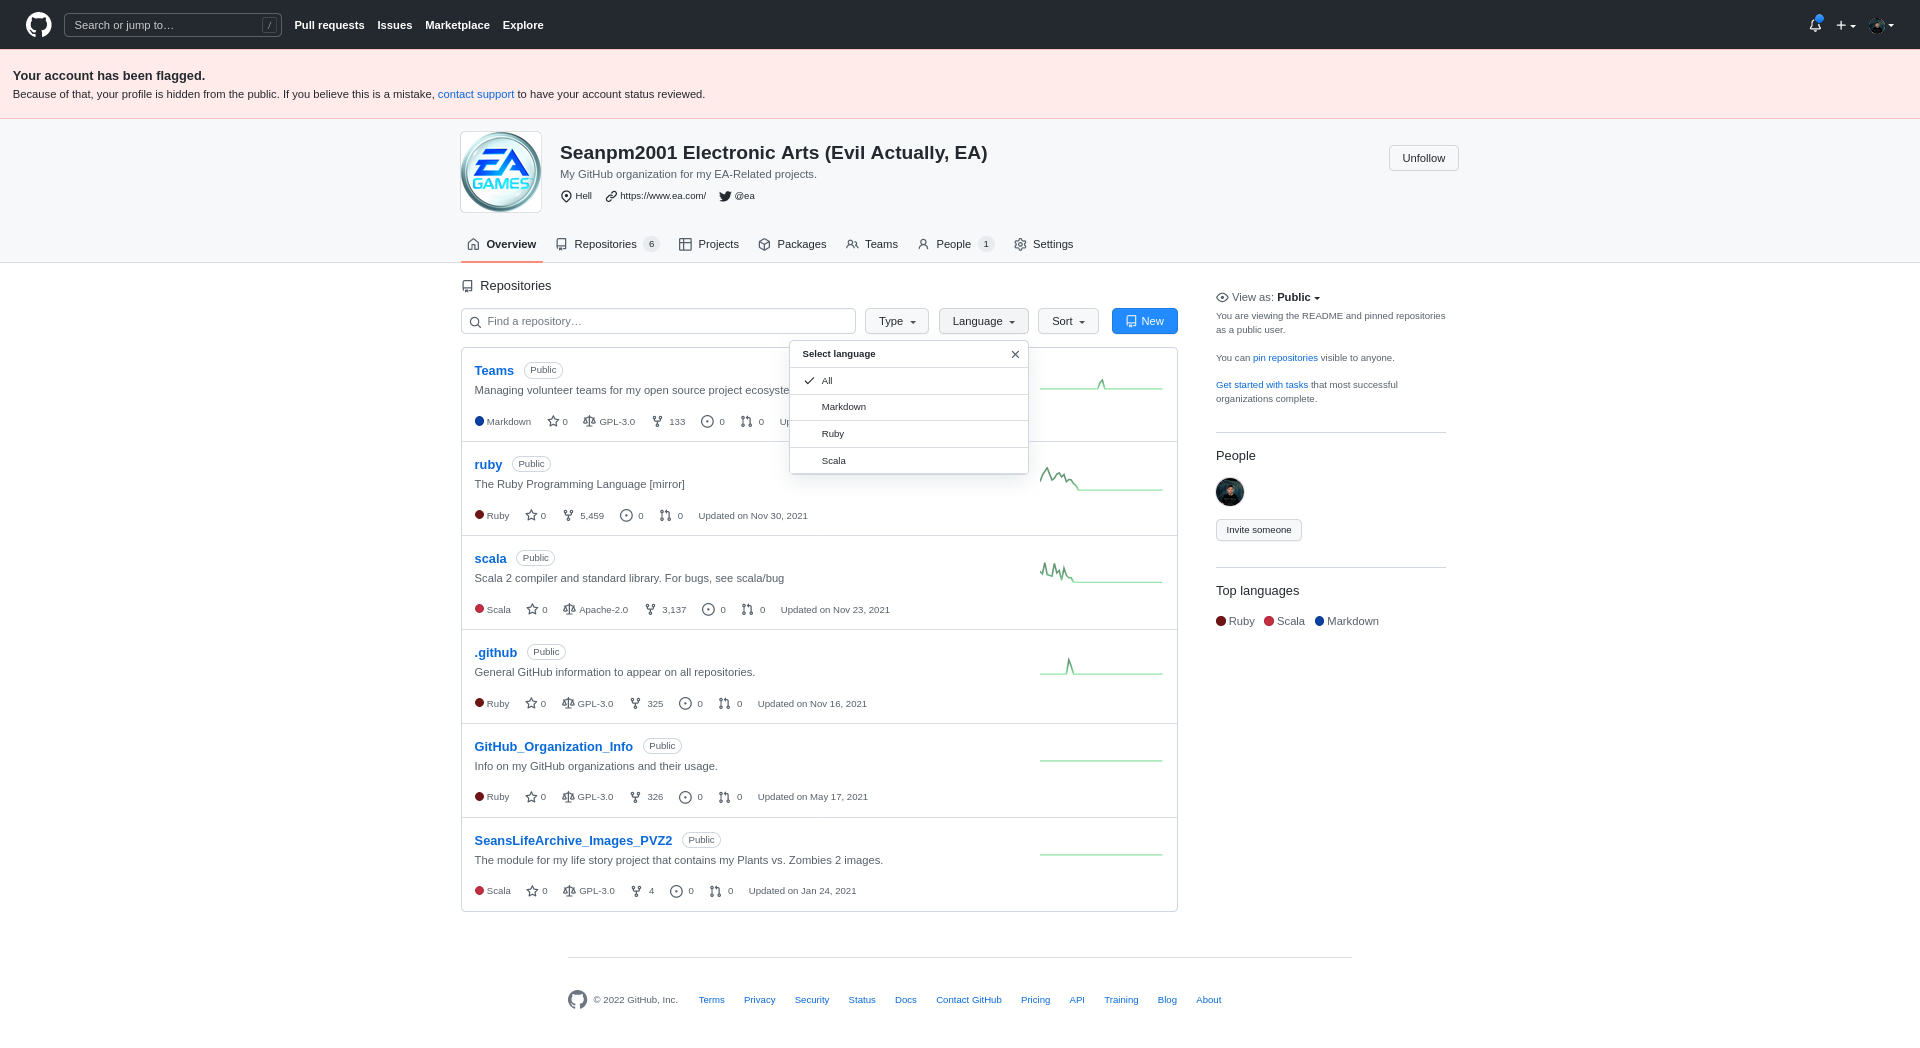 Search or jump to… /
Pull requests Issues Marketplace Explore
Your account has been flagged.
Because of that, your profile is hidden from the public. If you believe this is a mistake, contact support to have your account status reviewed.
EA
GAMES
Seanpm2001 Electronic Arts (Evil Actually, EA)
My GitHub organization for my EA-Related projects.
Hell https://www.ea.com/ @ea
Unfollow
Overview Repositories 6 Projects Packages Teams People 1 Settings
Repositories
Find a repository… Type Language Sort New
Select language
All
Markdown
Ruby
Scala
Teams Public
Managing volunteer teams for my open source project ecosyste
Markdown 0 GPL-3.0 133 0 0 Up
ruby Public
The Ruby Programming Language [mirror]
Ruby 0 5,459 0 0 Updated on Nov 30, 2021
scala Public
Scala 2 compiler and standard library. For bugs, see scala/bug
Scala 0 Apache-2.0 3,137 0 0 Updated on Nov 23, 2021
.github Public
General GitHub information to appear on all repositories.
Ruby 0 GPL-3.0 325 0 0 Updated on Nov 16, 2021
GitHub_Organization_Info Public
Info on my GitHub organizations and their usage.
Ruby 0 GPL-3.0 326 0 0 Updated on May 17, 2021
SeansLifeArchive_Images_PVZ2 Public
The module for my life story project that contains my Plants vs. Zombies 2 images.
Scala 0 GPL-3.0 4 0 0 Updated on Jan 24, 2021
View as: Public
You are viewing the README and pinned repositories
as a public user.
You can pin repositories visible to anyone.
Get started with tasks that most successful
organizations complete.
People
Invite someone
Top languages
Ruby Scala Markdown
© 2022 GitHub, Inc. Terms Privacy Security Status Docs Contact GitHub Pricing API Training Blog About